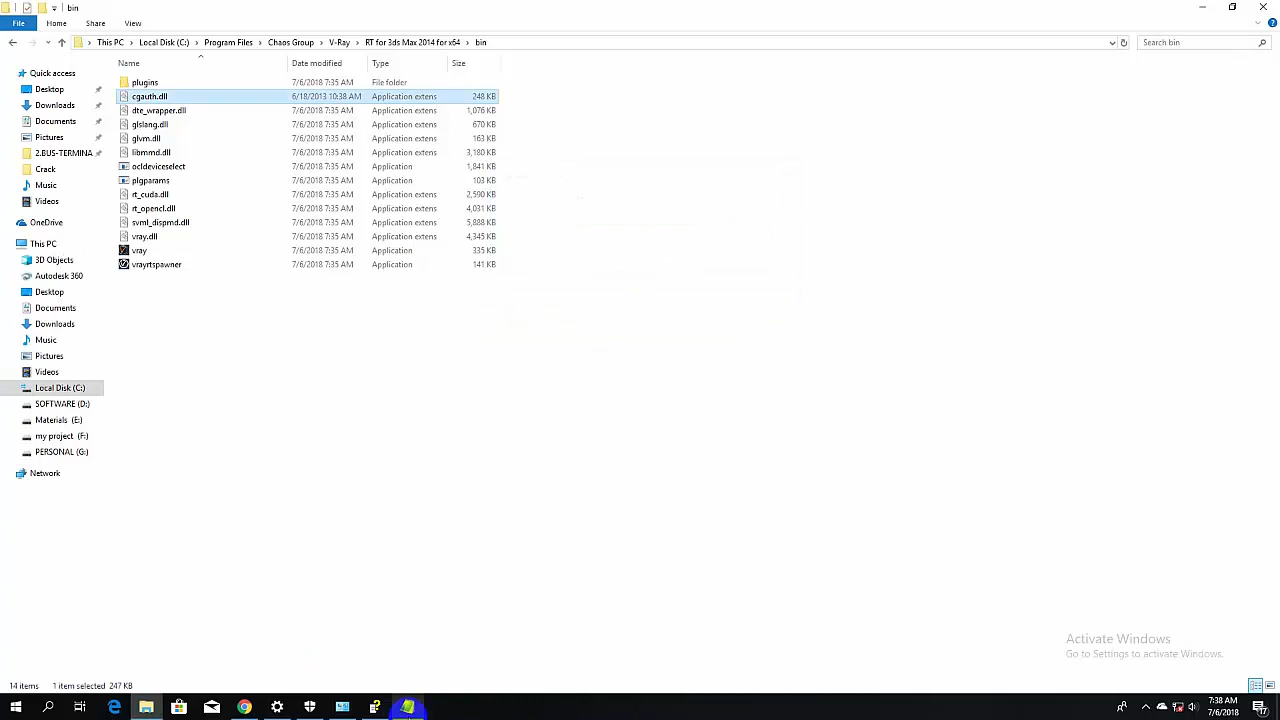 bin
File Home Share View
This PC Local Disk (C:) Program Files Chaos Group V-Ray RT for 3ds Max 2014 for x64 bin
Search bin
Name Date modified Type Size
plugins 7/6/2018 7:35 AM File folder
cgauth.dll 6/18/2013 10:38 AM Application extens 248 KB
dte_wrapper.dll 7/6/2018 7:35 AM Application extens 1,076 KB
glslang.dll 7/6/2018 7:35 AM Application extens 670 KB
glvm.dll 7/6/2018 7:35 AM Application extens 163 KB
libmmd.dll 7/6/2018 7:35 AM Application extens 3,180 KB
ocldeviceselect 7/6/2018 7:35 AM Application 1,841 KB
plgparams 7/6/2018 7:35 AM Application 103 KB
rt_cuda.dll 7/6/2018 7:35 AM Application extens 2,590 KB
rt_opencl.dll 7/6/2018 7:35 AM Application extens 4,031 KB
svml_dispmd.dll 7/6/2018 7:35 AM Application extens 5,888 KB
vray.dll 7/6/2018 7:35 AM Application extens 4,345 KB
vray 7/6/2018 7:35 AM Application 335 KB
vrayrtspawner 7/6/2018 7:35 AM Application 141 KB
Quick access
Desktop
Downloads
Documents
Pictures
2.BUS-TERMINA
Crack
Music
Videos
OneDrive
This PC
3D Objects
Autodesk 360
Desktop
Documents
Downloads
Music
Pictures
Videos
Local Disk (C:)
SOFTWARE (D:)
Materials (E:)
my project (F:)
PERSONAL (G:)
Network
Activate Windows
Go to Settings to activate Windows.
14 items 1 item selected 247 KB
7:38 AM
7/6/2018